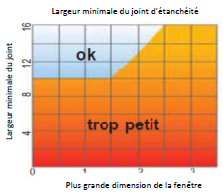 Largeur minimale du joint d'étanchéité
Largeur minimale du joint
16
12
8
4
ok
trop petit
0 1 2 3
Plus grande dimension de la fenêtre